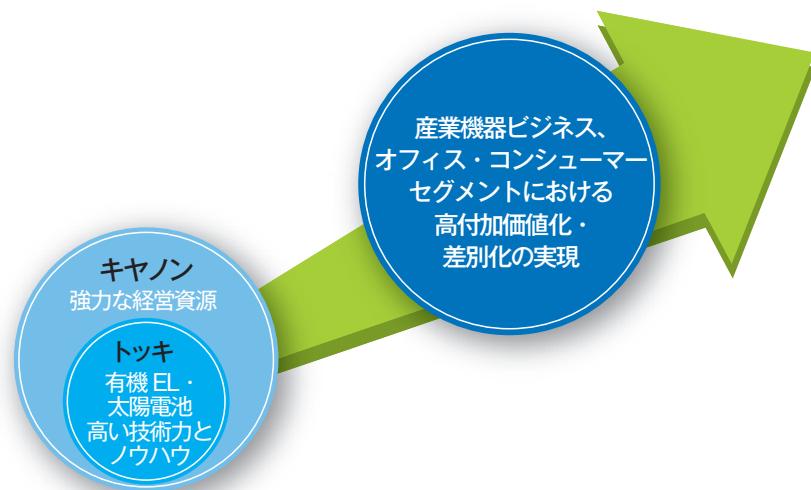 産業機器ビジネス、
オフィス・コンシューマー
セグメントにおける
高付加価値化・
差別化の実現
キヤノン
強力な経営資源
トッキ
有機 EL・
太陽電池
高い技術力と
ノウハウ